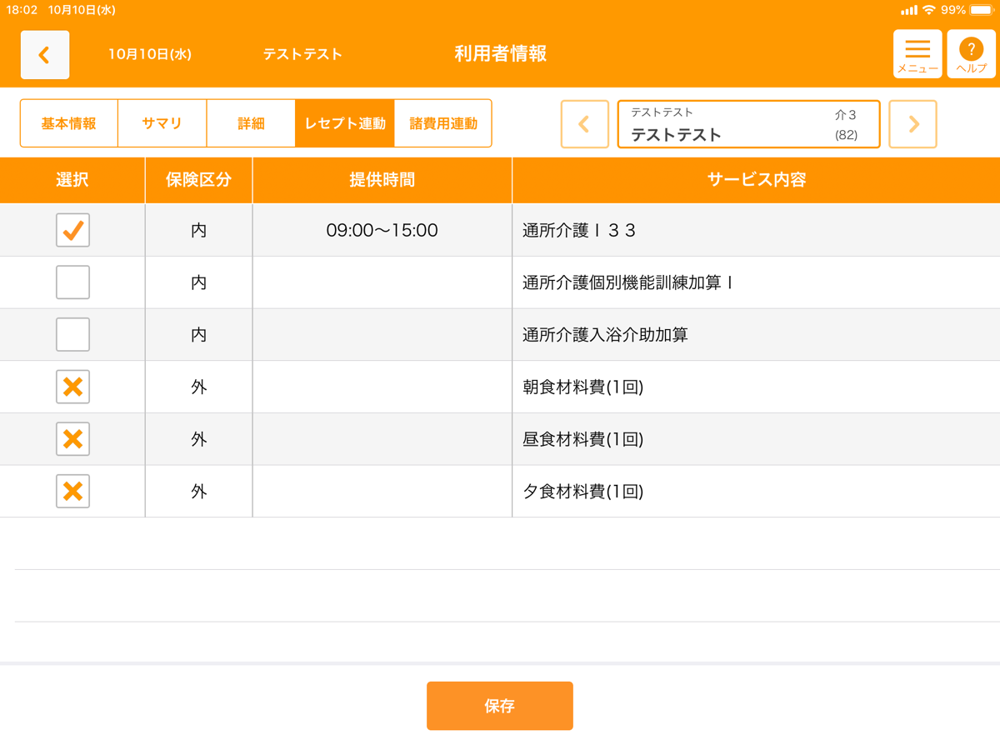 18:02 10月10日(水) 99%
10月10日(水) テストテスト 利用者情報 メニュー ? ヘルプ
基本情報 サマリ 詳細 レセプト連動 諸費用連動
テストテスト 介3
テストテスト (82)
選択 保険区分 提供時間 サービス内容
内 09:00〜15:00 通所介護Ⅰ33
内 通所介護個別機能訓練加算Ⅰ
内 通所介護入浴介助加算
外 朝食材料費(1回)
外 昼食材料費(1回)
外 夕食材料費(1回)
保存